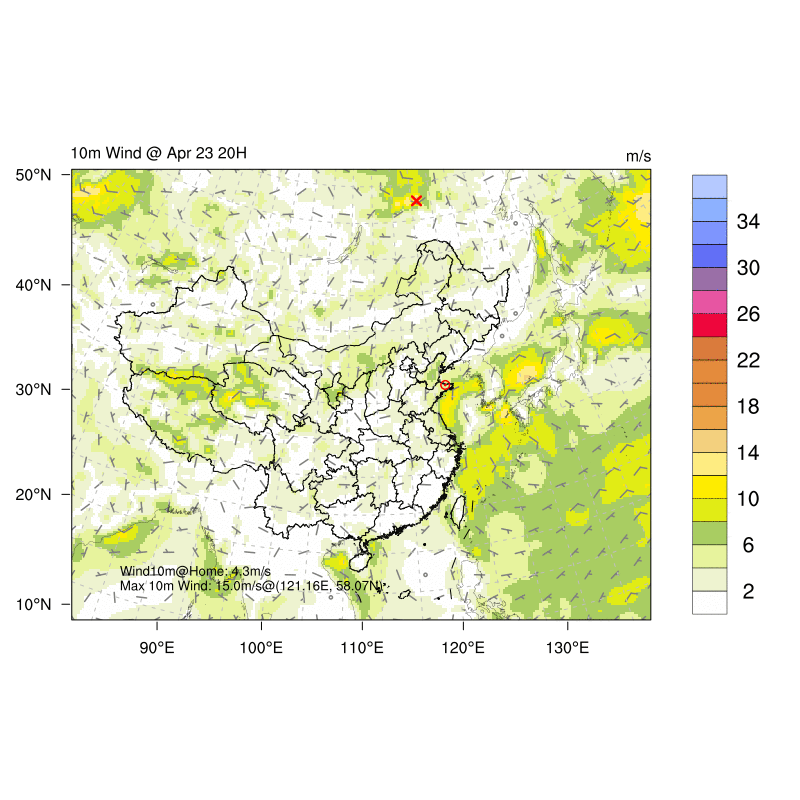 10m Wind @ Apr 23 20H
m/s
50°N
40°N
30°N
20°N
10°N
90°E
100°E
110°E
120°E
130°E
34
30
26
22
18
14
10
6
2
Wind10m@Home: 4.3m/s
Max 10m Wind: 15.0m/s@(121.16E, 58.07N)